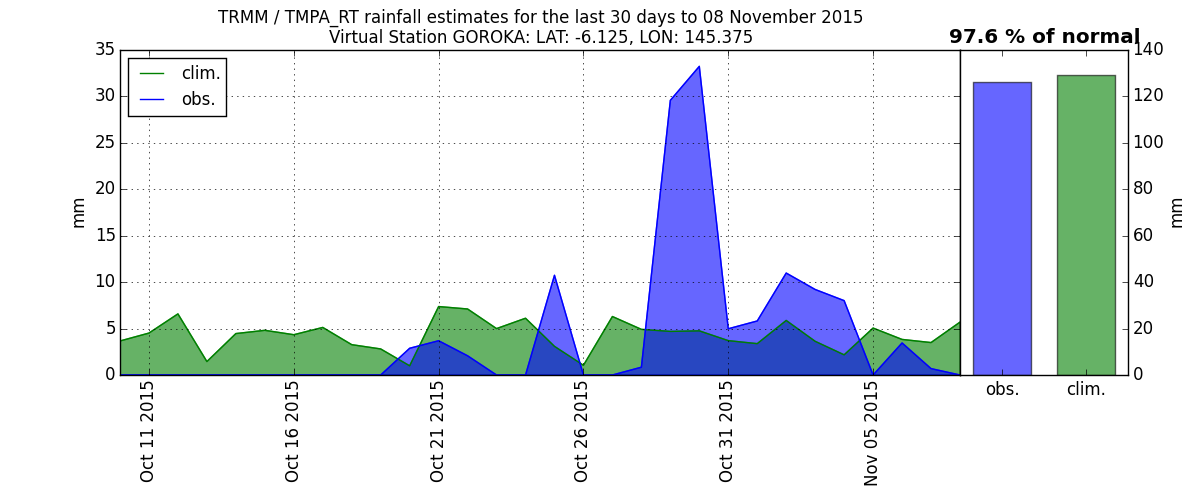 TRMM / TMPA_RT rainfall estimates for the last 30 days to 08 November 2015
Virtual Station GOROKA: LAT: -6.125, LON: 145.375
97.6 % of normal
clim.
obs.
35
30
25
20
15
10
5
0
mm
Oct 11 2015
Oct 16 2015
Oct 21 2015
Oct 26 2015
Oct 31 2015
Nov 05 2015
obs.
clim.
140
120
100
80
60
40
20
0
mm